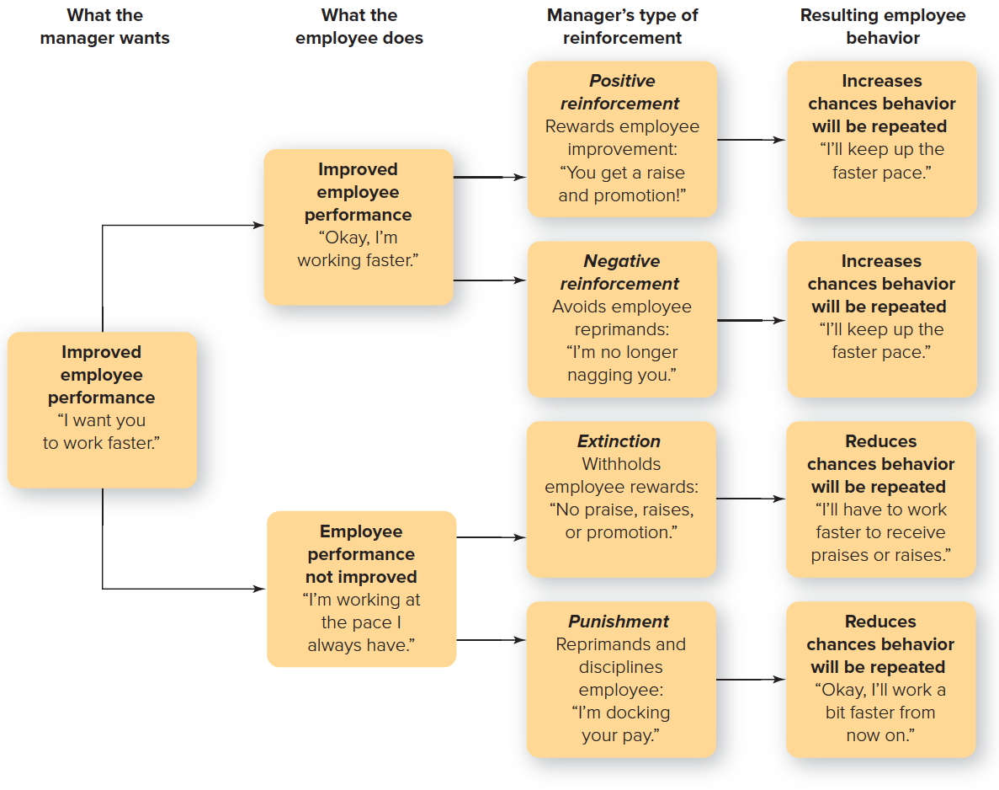 What the
manager wants
What the
employee does
Manager’s type of
reinforcement
Resulting employee
behavior
Improved
employee
performance
“I want you
to work faster.”
Improved
employee
performance
“Okay, I’m
working faster.”
Employee
performance
not improved
“I’m working at
the pace I
always have.”
Positive
reinforcement
Rewards employee
improvement:
“You get a raise
and promotion!”
Increases
chances behavior
will be repeated
“I’ll keep up the
faster pace.”
Negative
reinforcement
Avoids employee
reprimands:
“I’m no longer
nagging you.”
Increases
chances behavior
will be repeated
“I’ll keep up the
faster pace.”
Extinction
Withholds
employee rewards:
“No praise, raises,
or promotion.”
Reduces
chances behavior
will be repeated
“I’ll have to work
faster to receive
praises or raises.”
Punishment
Reprimands and
disciplines
employee:
“I’m docking
your pay.”
Reduces
chances behavior
will be repeated
“Okay, I’ll work a
bit faster from
now on.”